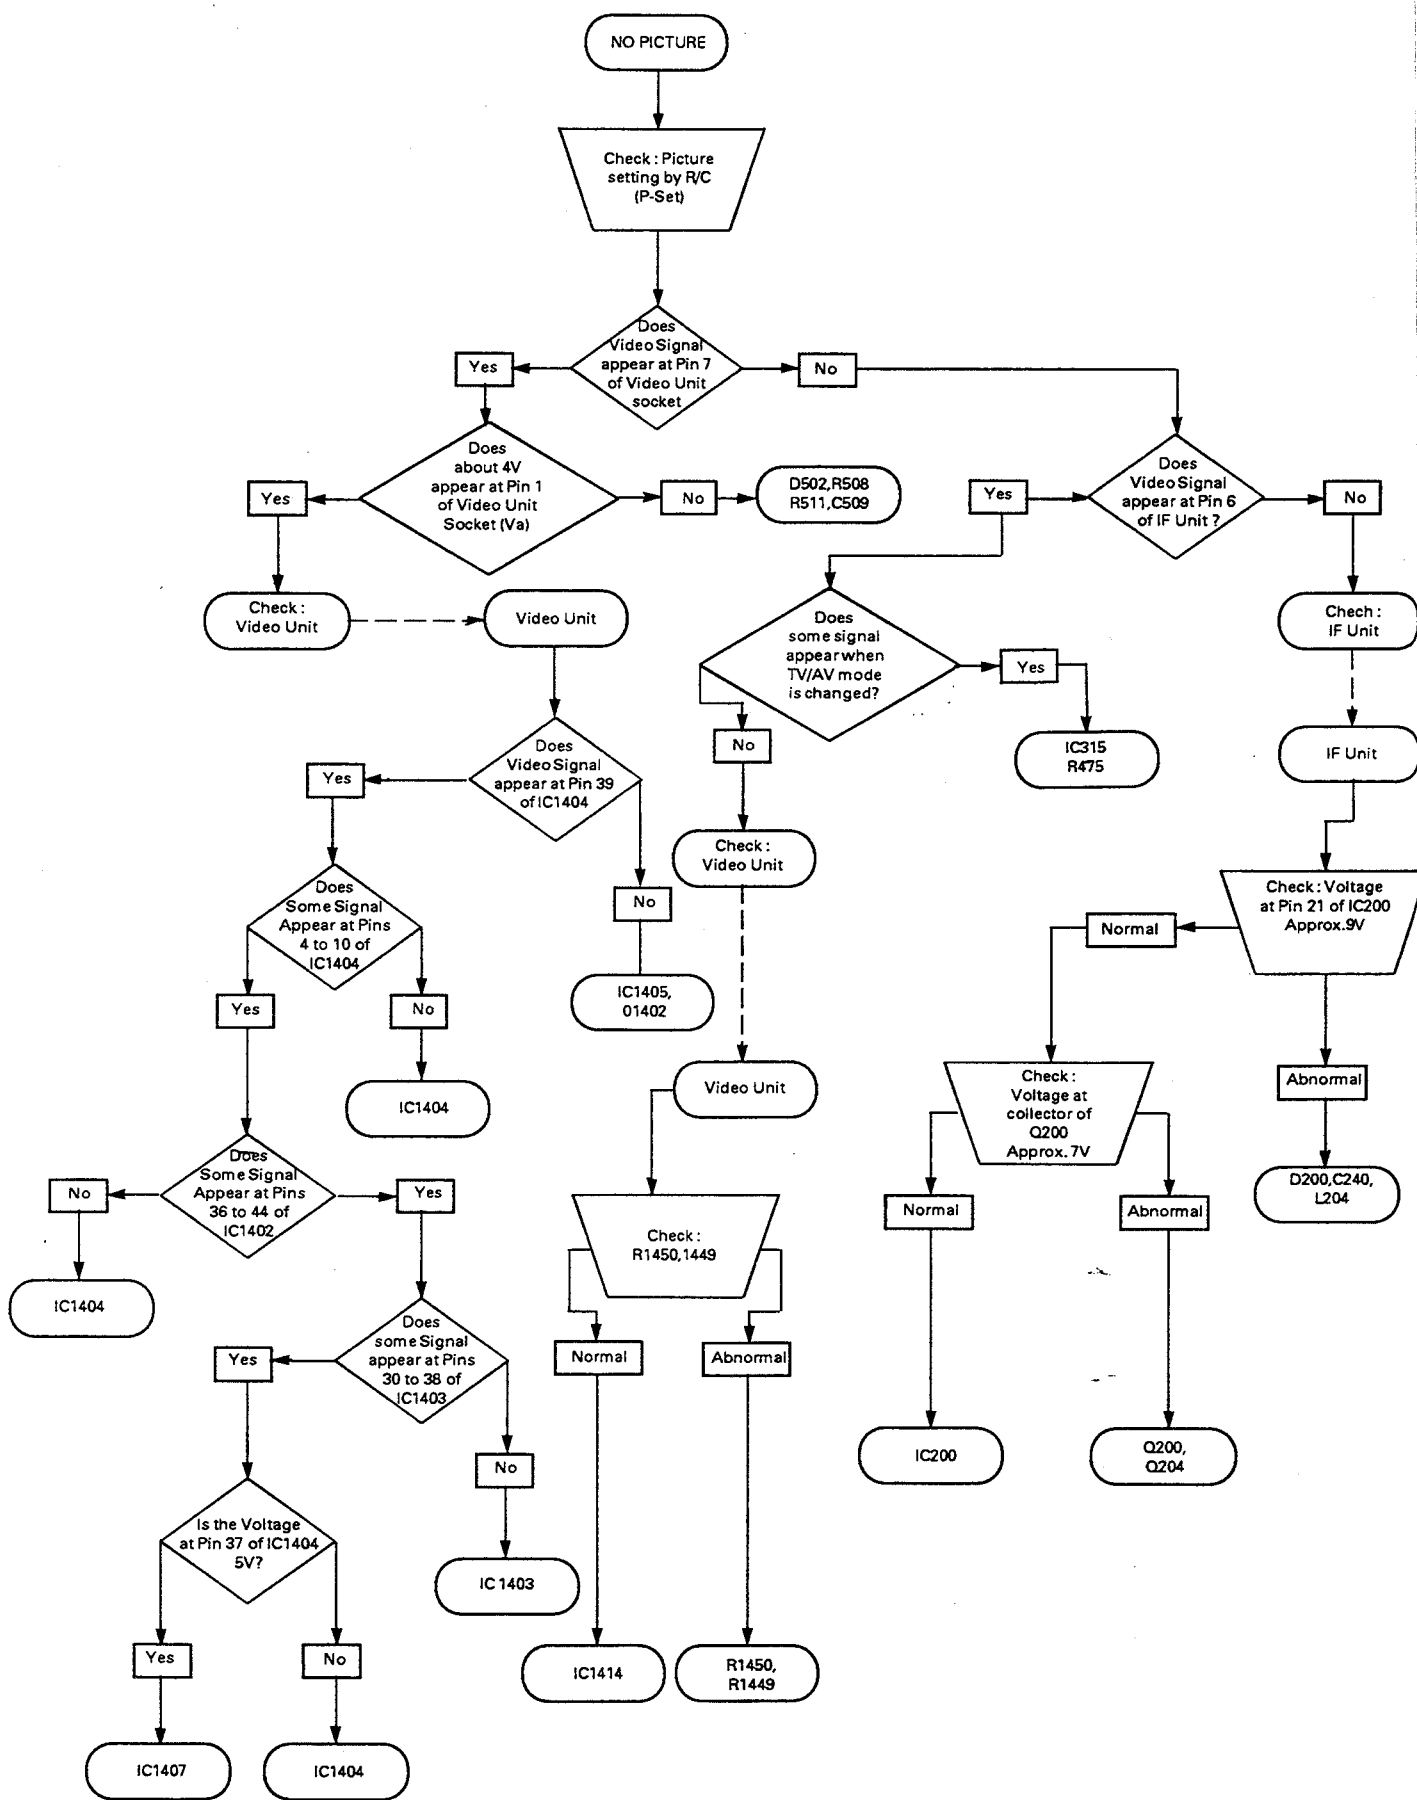 NO PICTURE
Check : Picture
setting by R/C
(P-Set)
Does
Video Signal
appear at Pin 7
of Video Unit
socket
Yes
No
Does
about 4V
appear at Pin 1
of Video Unit
Socket (Va)
Yes
No
D502,R508
R511,C509
Does
Video Signal
appear at Pin 6
of IF Unit ?
Yes
No
Check :
Video Unit
Video Unit
Does
some signal
appear when
TV/AV mode
is changed?
Yes
No
IC315
R475
Chech :
IF Unit
IF Unit
Does
Video Signal
appear at Pin 39
of IC1404
Yes
No
IC1405,
01402
Check :
Video Unit
Video Unit
Check : Voltage
at Pin 21 of IC200
Approx.9V
Normal
Abnormal
D200,C240,
L204
Does
Some Signal
Appear at Pins
4 to 10 of
IC1404
Yes
No
IC1404
Check :
Voltage at
collector of
Q200
Approx. 7V
Normal
Abnormal
IC200
Q200,
Q204
Does
Some Signal
Appear at Pins
36 to 44 of
IC1402
No
Yes
IC1404
Check :
R1450,1449
Normal
Abnormal
IC1414
R1450,
R1449
Does
some Signal
appear at Pins
30 to 38 of
IC1403
Yes
No
IC 1403
Is the Voltage
at Pin 37 of IC1404
5V?
Yes
No
IC1407
IC1404